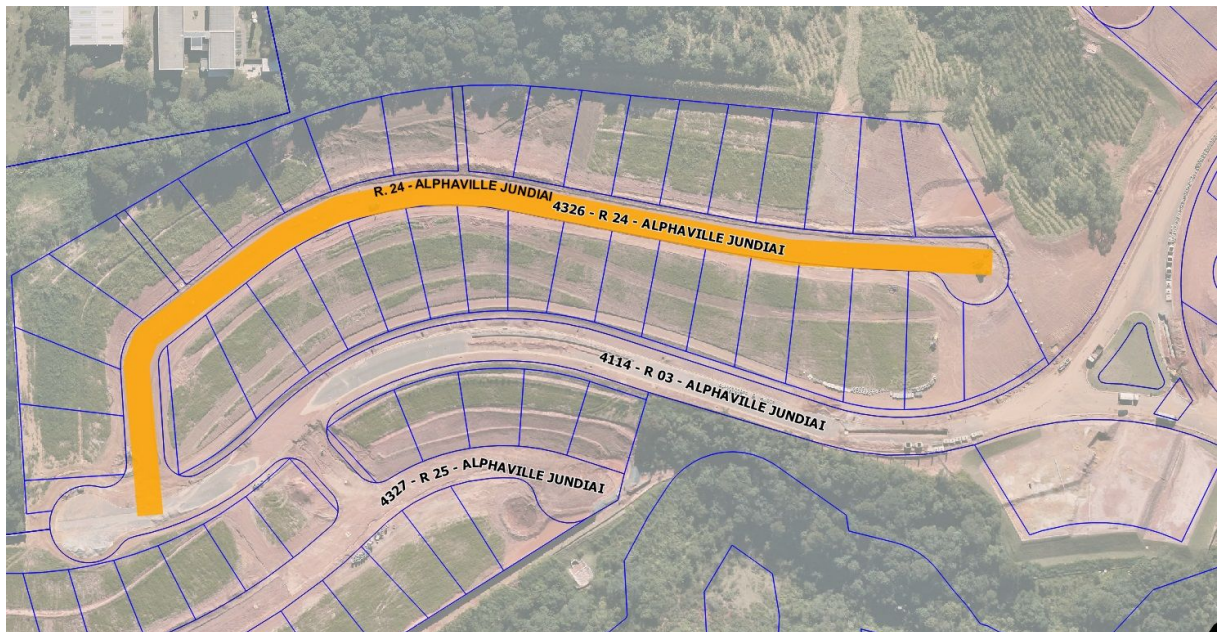 R. 24 - ALPHAVILLE JUNDIAI
4326 - R 24 - ALPHAVILLE JUNDIAI
4114 - R 03 - ALPHAVILLE JUNDIAI
4327 - R 25 - ALPHAVILLE JUNDIAI